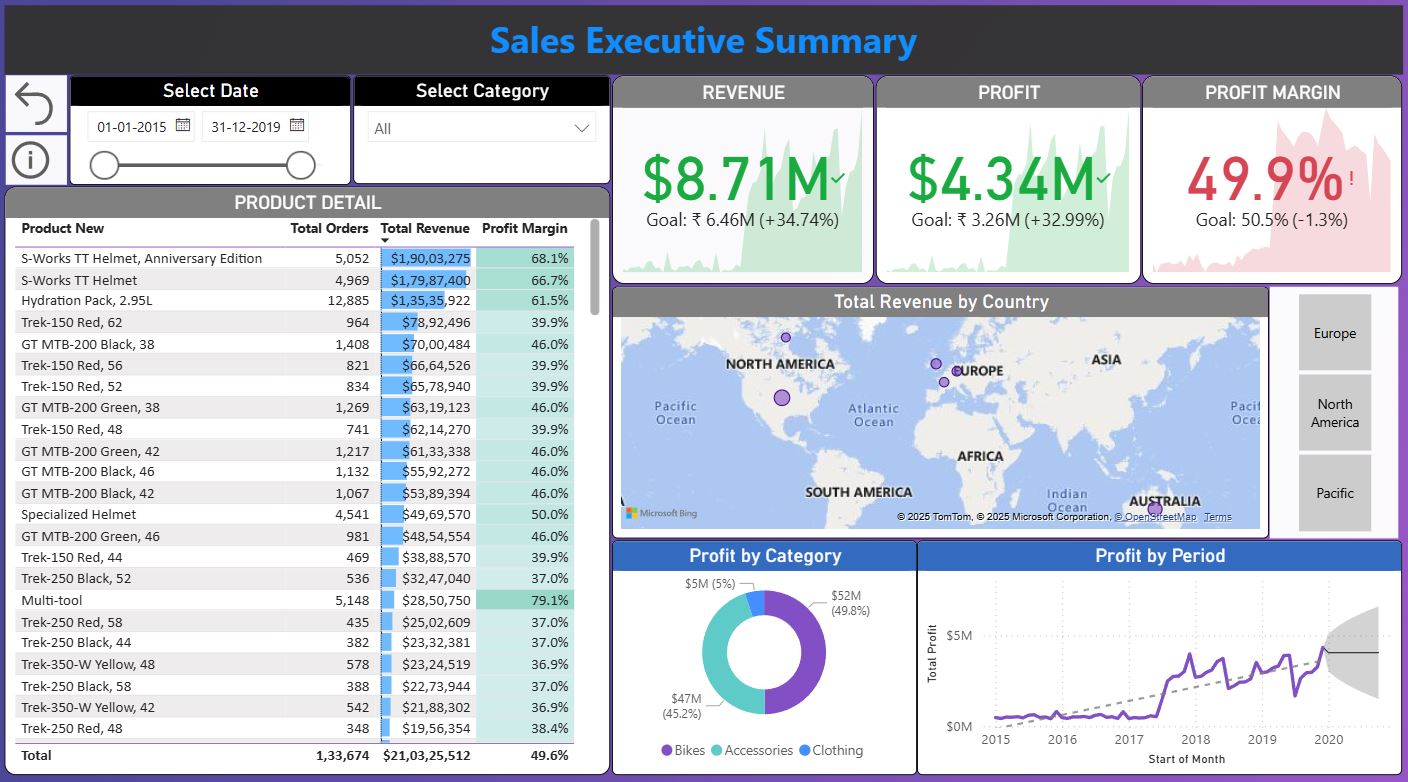 Sales Executive Summary
Select Date
01-01-2015 31-12-2019
Select Category
All
REVENUE
$8.71M
Goal: ₹ 6.46M (+34.74%)
PROFIT
$4.34M
Goal: ₹ 3.26M (+32.99%)
PROFIT MARGIN
49.9%!
Goal: 50.5% (-1.3%)
PRODUCT DETAIL
Product New Total Orders Total Revenue Profit Margin
S-Works TT Helmet, Anniversary Edition 5,052 $1,90,03,275 68.1%
S-Works TT Helmet 4,969 $1,79,87,400 66.7%
Hydration Pack, 2.95L 12,885 $1,35,35,922 61.5%
Trek-150 Red, 62 964 $78,92,496 39.9%
GT MTB-200 Black, 38 1,408 $70,00,484 46.0%
Trek-150 Red, 56 821 $66,64,526 39.9%
Trek-150 Red, 52 834 $65,78,940 39.9%
GT MTB-200 Green, 38 1,269 $63,19,123 46.0%
Trek-150 Red, 48 741 $62,14,270 39.9%
GT MTB-200 Green, 42 1,217 $61,33,338 46.0%
GT MTB-200 Black, 46 1,132 $55,92,272 46.0%
GT MTB-200 Black, 42 1,067 $53,89,394 46.0%
Specialized Helmet 4,541 $49,69,570 50.0%
GT MTB-200 Green, 46 981 $48,54,554 46.0%
Trek-150 Red, 44 469 $38,88,570 39.9%
Trek-250 Black, 52 536 $32,47,040 37.0%
Multi-tool 5,148 $28,50,750 79.1%
Trek-250 Red, 58 435 $25,02,609 37.0%
Trek-250 Black, 44 382 $23,32,381 37.0%
Trek-350-W Yellow, 48 578 $23,24,519 36.9%
Trek-250 Black, 58 388 $22,73,944 37.0%
Trek-350-W Yellow, 42 542 $21,88,302 36.9%
Trek-250 Red, 48 348 $19,56,354 38.4%
Total 1,33,674 $21,03,25,512 49.6%
Total Revenue by Country
NORTH AMERICA
EUROPE
ASIA
Pacific
Ocean
Atlantic
Ocean
Pacif
Ocea
AFRICA
SOUTH AMERICA
Indian
Ocean
AUSTRALIA
Microsoft Bing
© 2025 TomTom, © 2025 Microsoft Corporation, © OpenStreetMap Terms
Europe
North
America
Pacific
Profit by Category
$5M (5%)
$52M
(49.8%)
$47M
(45.2%)
Bikes Accessories Clothing
Profit by Period
Total Profit
$5M
$0M
2015 2016 2017 2018 2019 2020
Start of Month